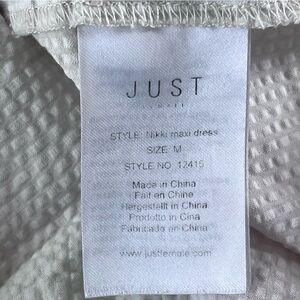 JUST
FEMALE
STYLE: Nikki maxi dress
SIZE: M
STYLE NO. 12415
Made in China
Fait en Chine
Hergestellt in China
Prodotto in Cina
Fabricado en China
www.justfemale.com